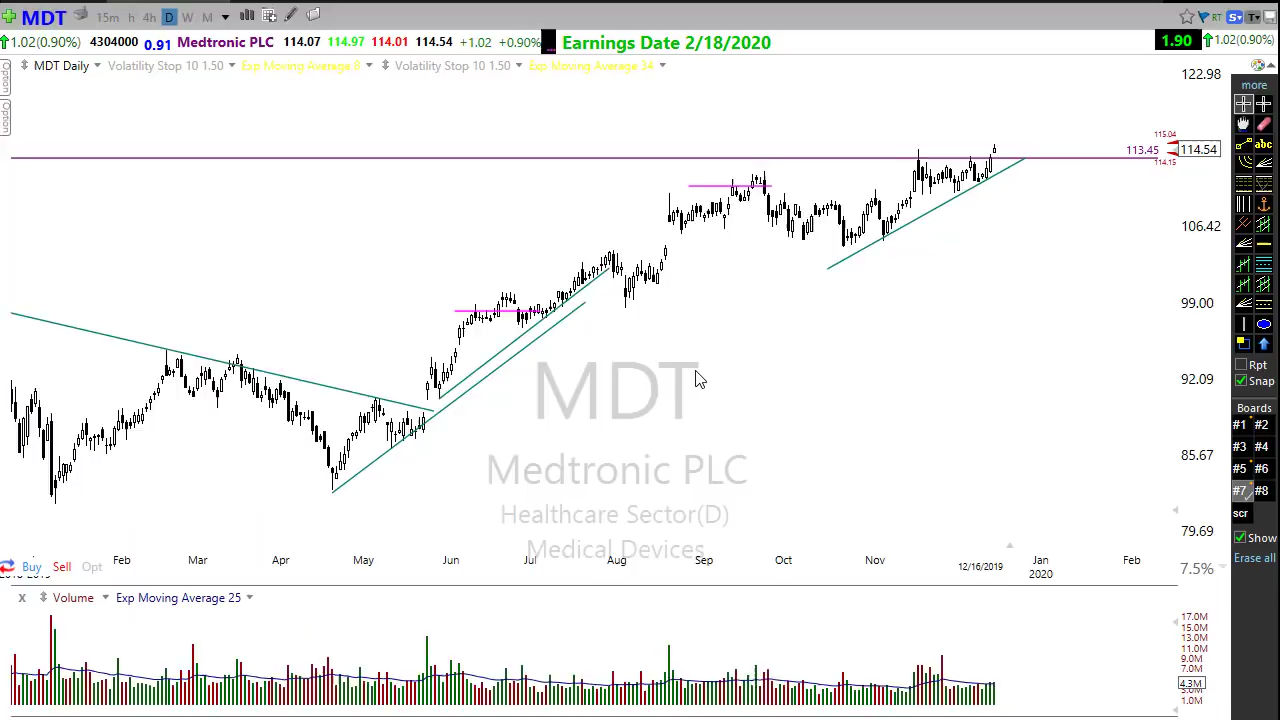 MDT 15m h 4h D W M RT S T
1.02(0.90%) 4304000 0.91 Medtronic PLC 114.07 114.97 114.01 114.54 +1.02 +0.90% Earnings Date 2/18/2020 1.90 1.02(0.90%)
MDT Daily Volatility Stop 10 1.50 Exp Moving Average 8 Volatility Stop 10 1.50 Exp Moving Average 34
Option
Option
122.98
115.04
113.45 114.54
114.15
106.42
99.00
92.09
85.67
79.69
7.5%
MDT
Medtronic PLC
Healthcare Sector(D)
Medical Devices
Buy Sell Opt
Feb Mar Apr May Jun Jul Aug Sep Oct Nov 12/16/2019 Jan Feb
2020
X Volume Exp Moving Average 25
17.0M
15.0M
13.0M
11.0M
9.0M
7.0M
4.3M
1.0M
more
abc
Rpt
Snap
Boards
#1 #2
#3 #4
#5 #6
#7 #8
scr
Show
Erase all